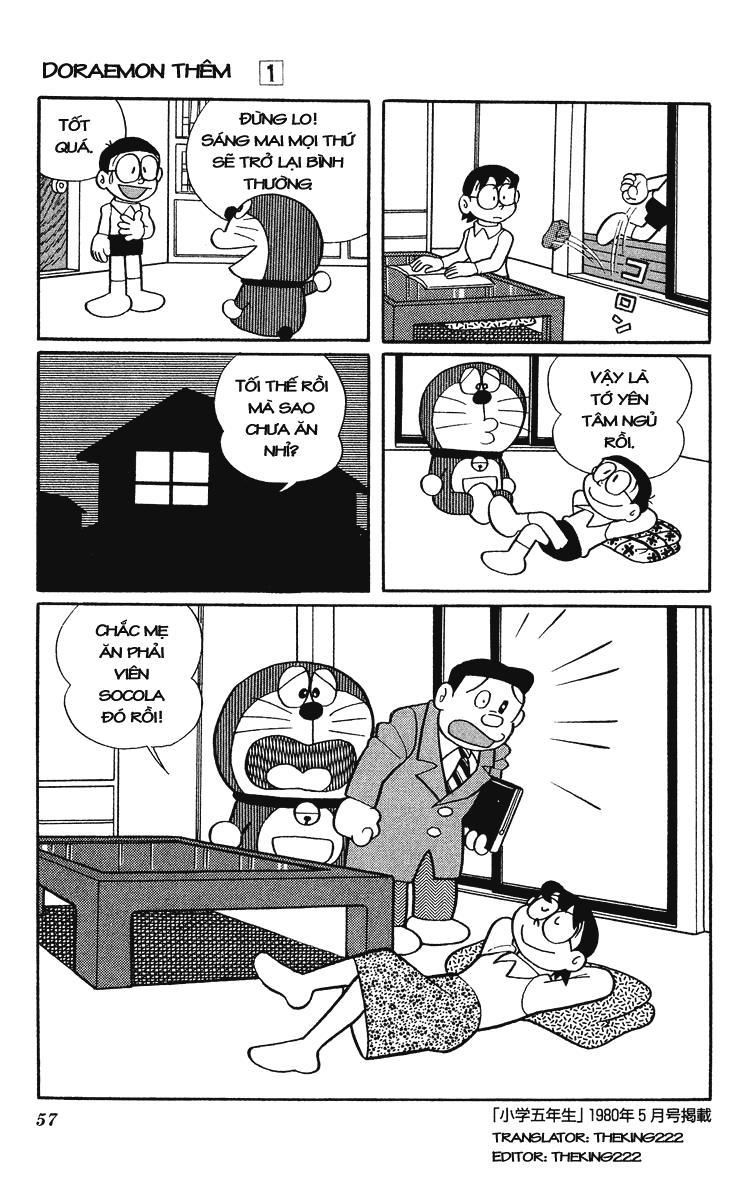 DORAEMON THÊM 1
TỐT
QUÁ.
ĐỪNG LO!
SÁNG MAI MỌI THỨ
SẼ TRỞ LẠI BÌNH
THƯỜNG
コロン
TỐI THẾ RỒI
MÀ SAO
CHƯA ĂN
NHỈ?
VẬY LÀ
TỚ YÊN
TÂM NGỦ
RỒI.
CHẮC MẸ
ĂN PHẢI
VIÊN
SOCOLA
ĐÓ RỒI!
57
「小学五年生」1980年5月号掲載
TRANSLATOR: THEKING222
EDITOR: THEKING222